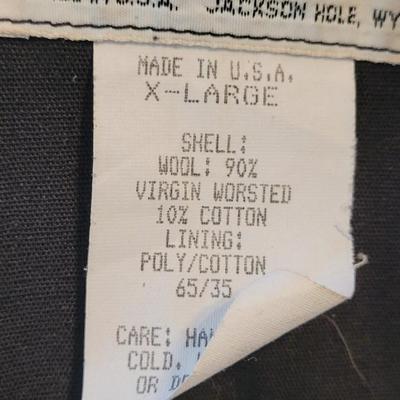 U.S.A. JACKSON HOLE, WY
MADE IN U.S.A.
X-LARGE
SHELL:
WOOL: 90%
VIRGIN WORSTED
10% COTTON
LINING:
POLY/COTTON
65/35
CARE:
COLD.
OR